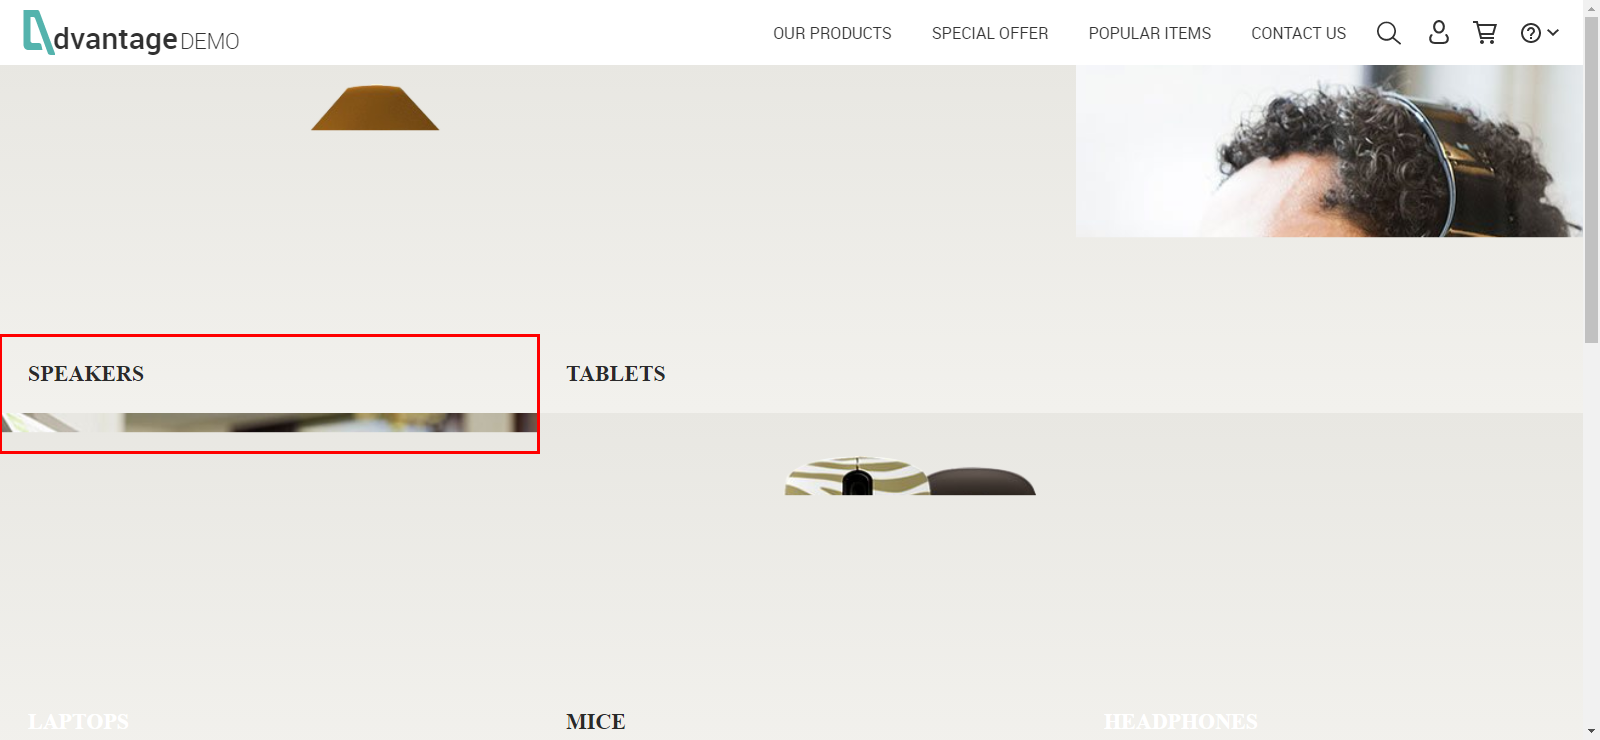 dvantage DEMO
OUR PRODUCTS
SPECIAL OFFER
POPULAR ITEMS
CONTACT US
SPEAKERS
TABLETS
LAPTOPS
MICE
HEADPHONES